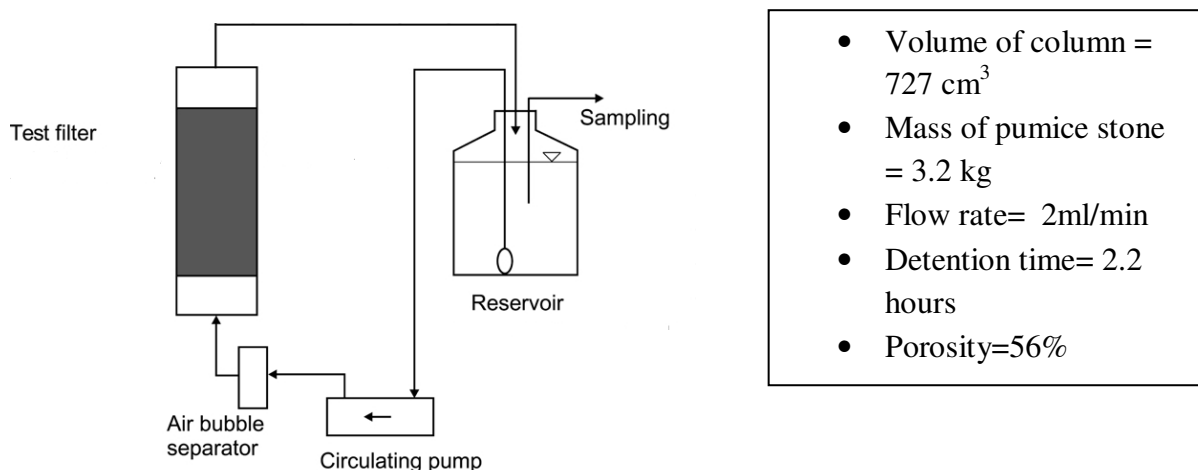 Test filter
Sampling
Reservoir
Air bubble
separator
Circulating pump
• Volume of column =
727 cm³
• Mass of pumice stone
= 3.2 kg
• Flow rate= 2ml/min
• Detention time= 2.2
hours
• Porosity=56%